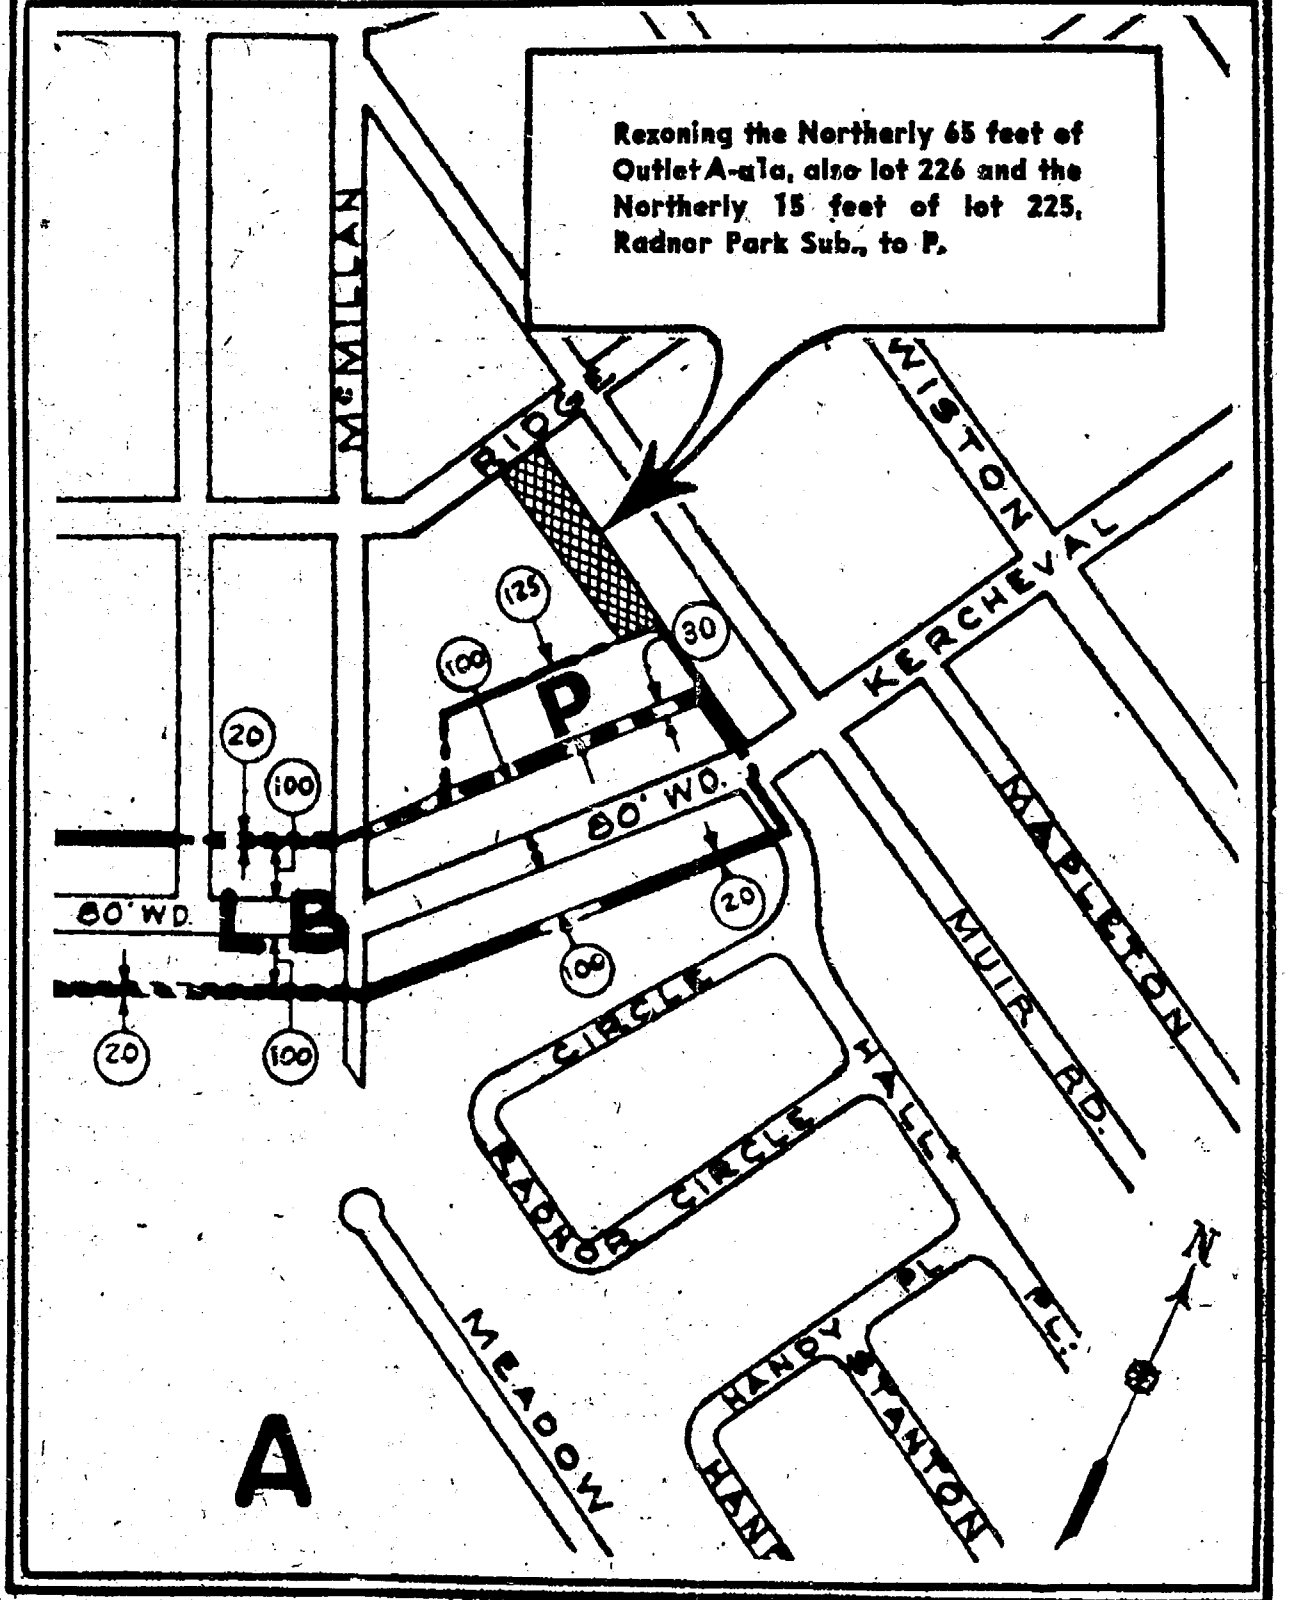 Rezoning the Northerly 65 feet of
Outlet A-a1a, also lot 226 and the
Northerly 15 feet of lot 225,
Radnor Park Sub., to P.
McMILLAN
RIDGE
WISTON
KERCHEVAL
125
100
30
P
20
100
80' WD.
80' WD.
L B
20
100
20
100
MAPLETON
MUIR RD.
CIRCLE
HALL PL.
RADNOR CIRCLE
N
MEADOW
HANDY PL.
STANTON
HAN
A